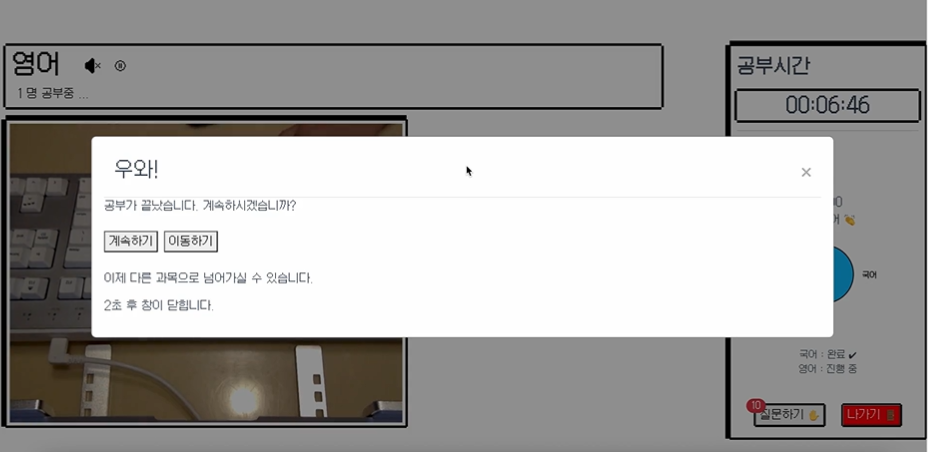 영어
1 명 공부중 ...
공부시간
00:06:46
우와!
×
공부가 끝났습니다. 계속하시겠습니까?
계속하기 이동하기
이제 다른 과목으로 넘어가실 수 있습니다.
2초 후 창이 닫힙니다.
국어
국어 : 완료 ✔
영어 : 진행 중
10
질문하기 ✋
나가기